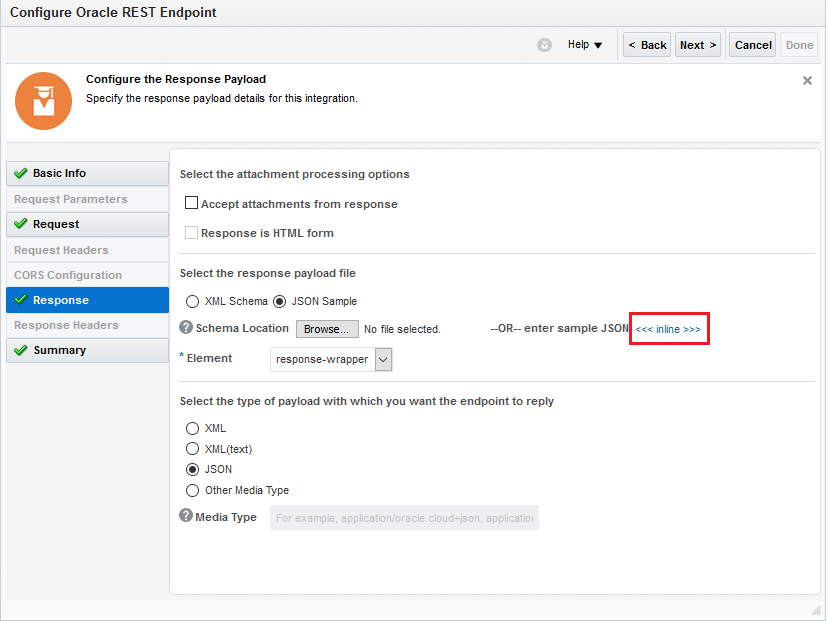 Configure Oracle REST Endpoint
Help
< Back
Next >
Cancel
Done
Configure the Response Payload
Specify the response payload details for this integration.
Basic Info
Request Parameters
Request
Request Headers
CORS Configuration
Response
Response Headers
Summary
Select the attachment processing options
Accept attachments from response
Response is HTML form
Select the response payload file
XML Schema JSON Sample
? Schema Location Browse... No file selected. --OR-- enter sample JSON <<< inline >>>
* Element response-wrapper
Select the type of payload with which you want the endpoint to reply
XML
XML(text)
JSON
Other Media Type
? Media Type For example, application/oracle.cloud+json, application